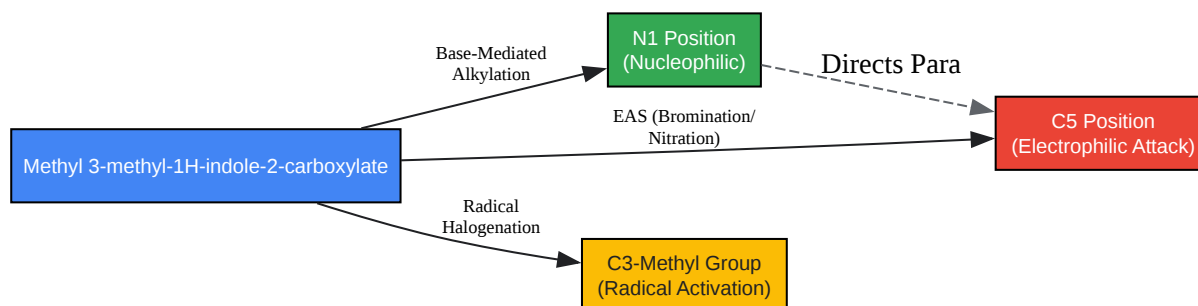 N1 Position
(Nucleophilic)
Base-Mediated
Alkylation
Directs Para
EAS (Bromination/
Nitration)
C5 Position
(Electrophilic Attack)
Methyl 3-methyl-1H-indole-2-carboxylate
Radical
Halogenation
C3-Methyl Group
(Radical Activation)